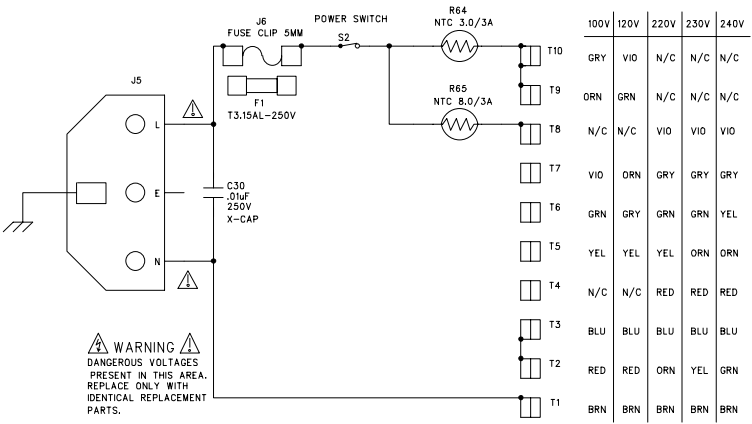 J6
FUSE CLIP 5MM
POWER SWITCH
S2
R64
NTC 3.0/3A
R65
NTC 8.0/3A
F1
T3.15AL-250V
J5
L
E
N
C30
.01uF
250V
X-CAP
WARNING
DANGEROUS VOLTAGES
PRESENT IN THIS AREA.
REPLACE ONLY WITH
IDENTICAL REPLACEMENT
PARTS.
100V 120V 220V 230V 240V
T10 GRY VIO N/C N/C N/C
T9 ORN GRN N/C N/C N/C
T8 N/C N/C VIO VIO VIO
T7 VIO ORN GRY GRY GRY
T6 GRN GRY GRN GRN YEL
T5 YEL YEL YEL ORN ORN
T4 N/C N/C RED RED RED
T3 BLU BLU BLU BLU BLU
T2 RED RED ORN YEL GRN
T1 BRN BRN BRN BRN BRN